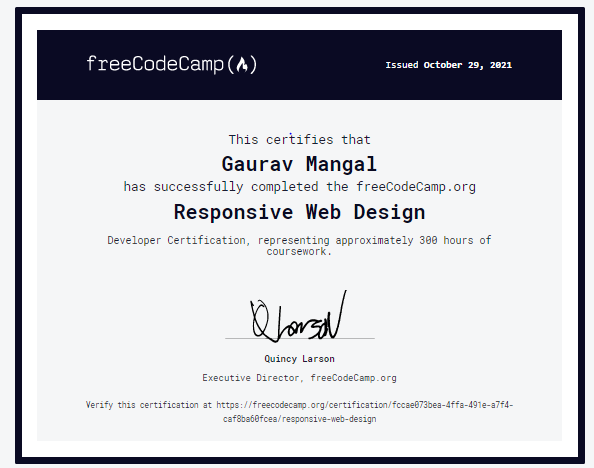 freeCodeCamp(🔥)
Issued October 29, 2021
This certifies that
Gaurav Mangal
has successfully completed the freeCodeCamp.org
Responsive Web Design
Developer Certification, representing approximately 300 hours of
coursework.
QLarson
Quincy Larson
Executive Director, freeCodeCamp.org
Verify this certification at https://freecodecamp.org/certification/fccae073bea-4ffa-491e-a7f4-
caf8ba60fcea/responsive-web-design